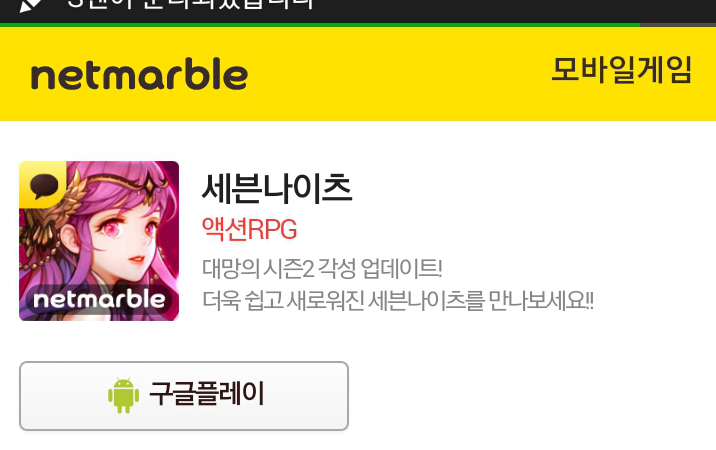 netmarble
모바일게임
세븐나이츠
액션RPG
대망의 시즌2 각성 업데이트!
더욱 쉽고 새로워진 세븐나이츠를 만나보세요!!
netmarble
구글플레이